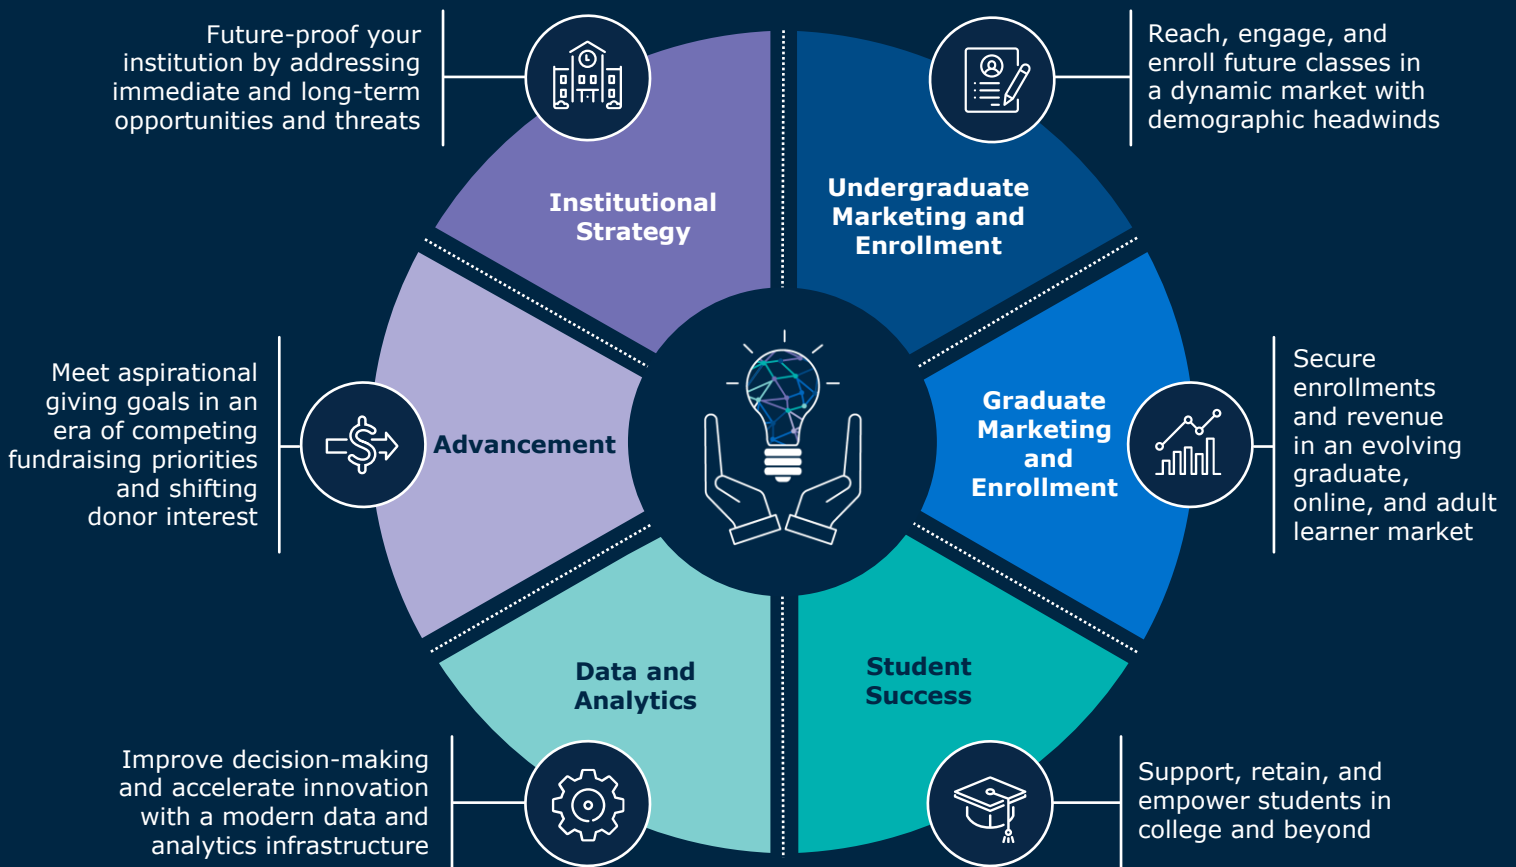 Future-proof your
institution by addressing
immediate and long-term
opportunities and threats
Institutional
Strategy
Reach, engage, and
enroll future classes in
a dynamic market with
demographic headwinds
Undergraduate
Marketing and
Enrollment
Meet aspirational
giving goals in an
era of competing
fundraising priorities
and shifting
donor interest
Advancement
Graduate
Marketing
and
Enrollment
Secure
enrollments
and revenue
in an evolving
graduate,
online, and adult
learner market
Data and
Analytics
Improve decision-making
and accelerate innovation
with a modern data and
analytics infrastructure
Student
Success
Support, retain, and
empower students in
college and beyond